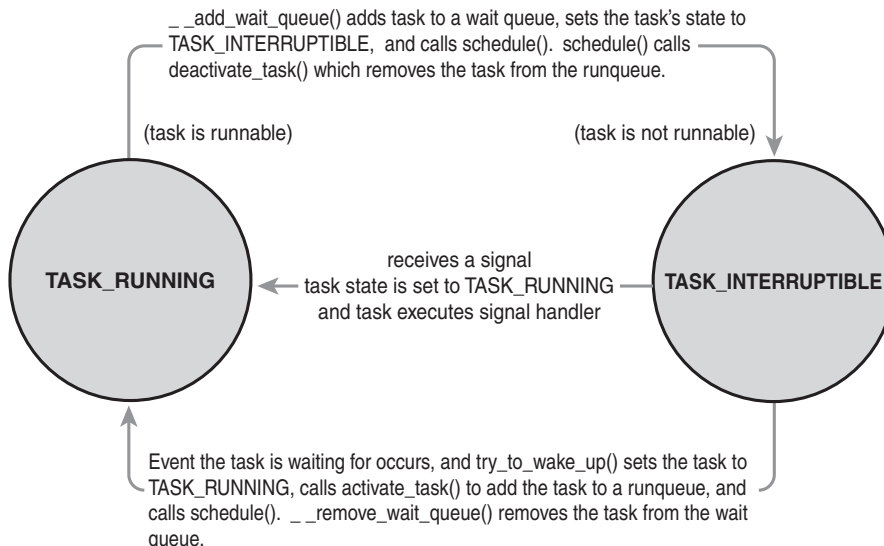 _ _add_wait_queue() adds task to a wait queue, sets the task’s state to
TASK_INTERRUPTIBLE, and calls schedule(). schedule() calls
deactivate_task() which removes the task from the runqueue.
(task is runnable)
(task is not runnable)
TASK_RUNNING
receives a signal
task state is set to TASK_RUNNING
and task executes signal handler
TASK_INTERRUPTIBLE
Event the task is waiting for occurs, and try_to_wake_up() sets the task to
TASK_RUNNING, calls activate_task() to add the task to a runqueue, and
calls schedule(). _ _remove_wait_queue() removes the task from the wait
queue.